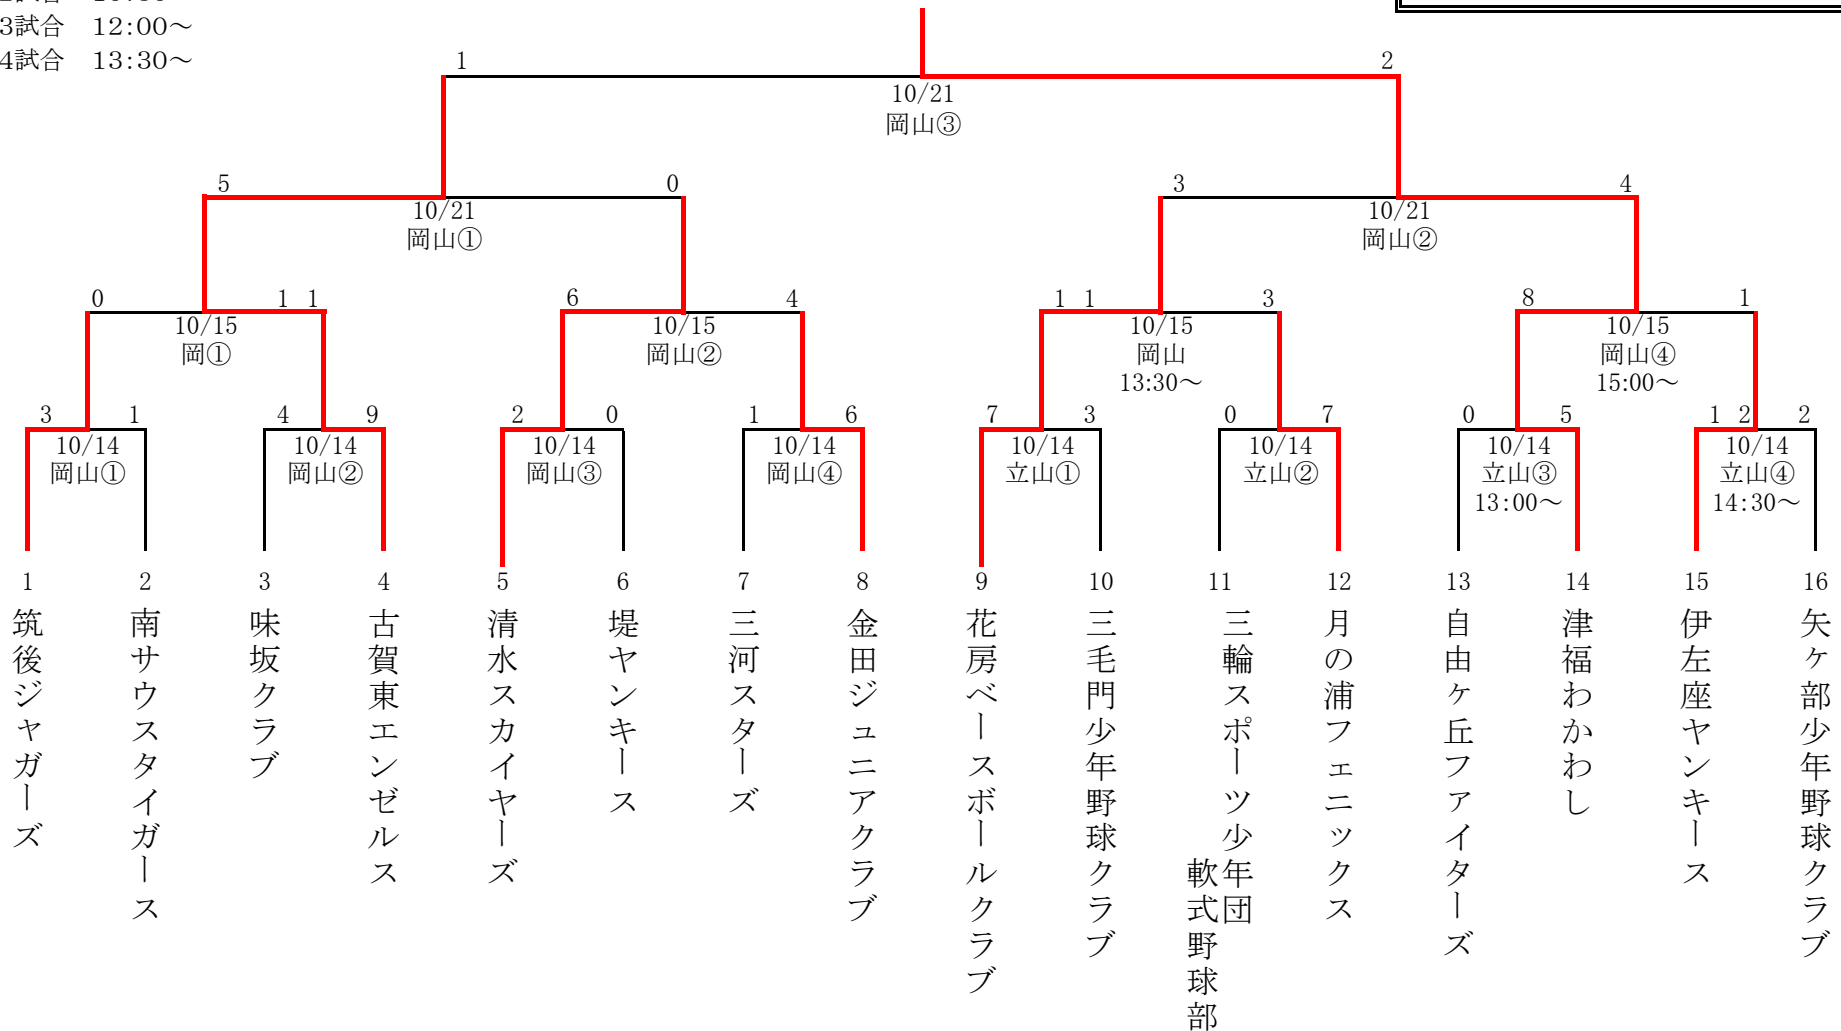 3試合　12:00～
4試合　13:30～
1
2
10/21
岡山③
5
0
3
4
10/21
岡山①
10/21
岡山②
0
11
6
4
11
3
8
1
10/15
岡①
10/15
岡山②
10/15
岡山
13:30～
10/15
岡山④
15:00～
3
1
4
9
2
0
1
6
7
3
0
7
0
5
12
2
10/14
岡山①
10/14
岡山②
10/14
岡山③
10/14
岡山④
10/14
立山①
10/14
立山②
10/14
立山③
13:00～
10/14
立山④
14:30～
1
筑後ジャガーズ
2
南サウスタイガース
3
味坂クラブ
4
古賀東エンゼルス
5
清水スカイヤーズ
6
堤ヤンキース
7
三河スターズ
8
金田ジュニアクラブ
9
花房ベースボールクラブ
10
三毛門少年野球クラブ
11
三輪スポーツ少年団
軟式野球部
12
月の浦フェニックス
13
自由ヶ丘ファイターズ
14
津福わかわし
15
伊左座ヤンキース
16
矢ヶ部少年野球クラブ